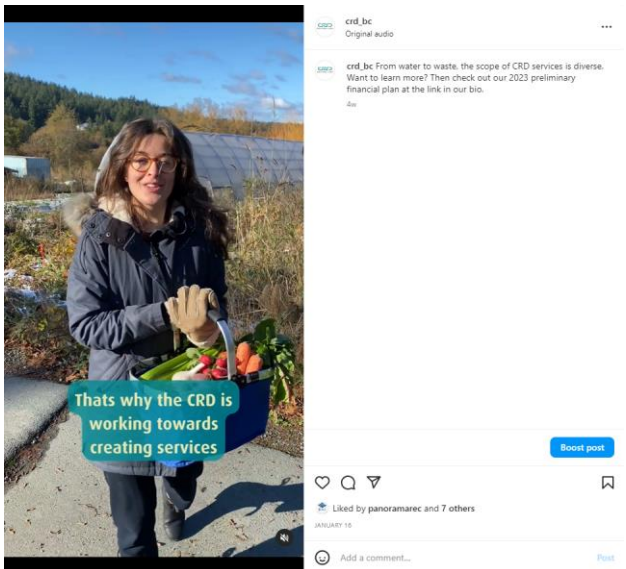 Thats why the CRD is
working towards
creating services
CRD
crd_bc
Original audio
CRD
crd_bc From water to waste, the scope of CRD services is diverse.
Want to learn more? Then check out our 2023 preliminary
financial plan at the link in our bio.
4w
Boost post
Liked by panoramarec and 7 others
JANUARY 16
Add a comment...
Post